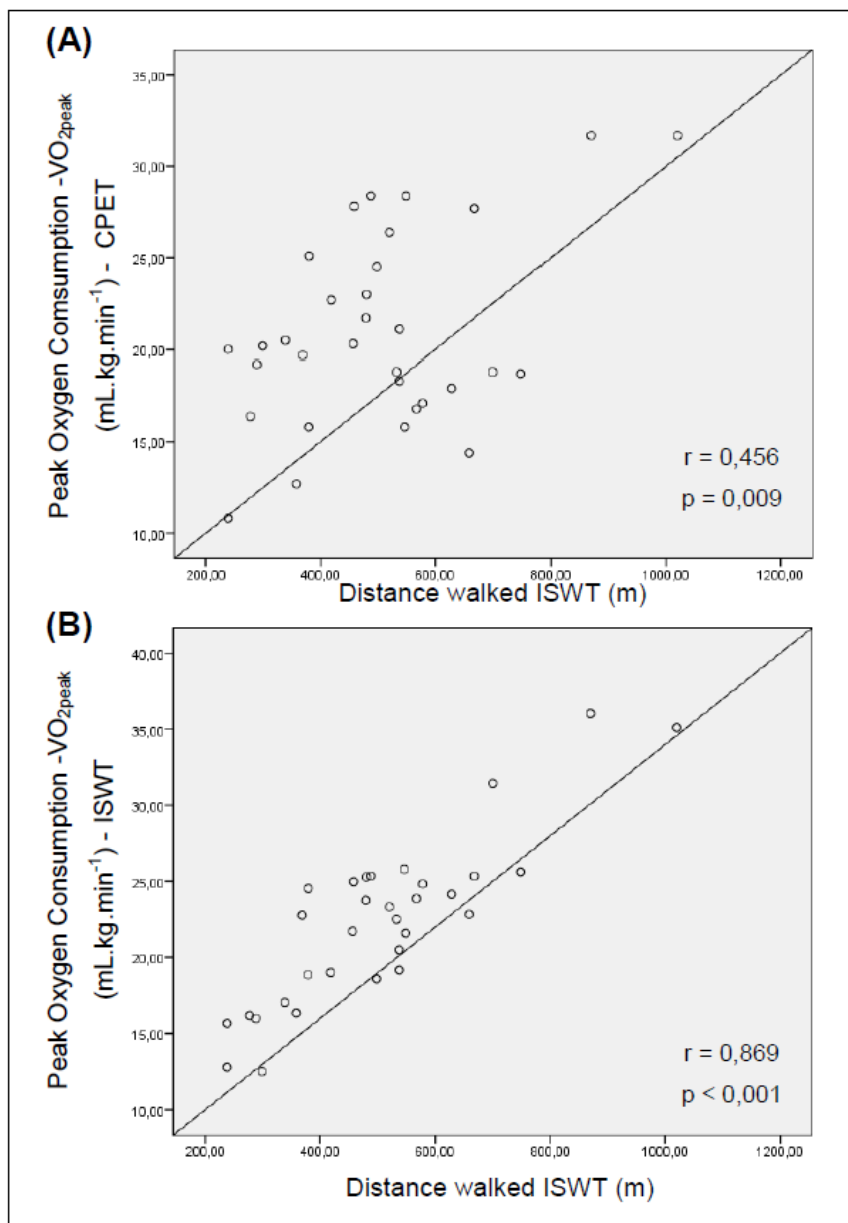 (A)
Peak Oxygen Comsumption -VO2peak
(mL.kg.min-1) - CPET
35,00
30,00
25,00
20,00
15,00
10,00
r = 0,456
p = 0,009
200,00 400,00 600,00 800,00 1000,00 1200,00
Distance walked ISWT (m)
(B)
Peak Oxygen Consumption -VO2peak
(mL.kg.min-1) - ISWT
40,00
35,00
30,00
25,00
20,00
15,00
10,00
r = 0,869
p < 0,001
200,00 400,00 600,00 800,00 1000,00 1200,00
Distance walked ISWT (m)